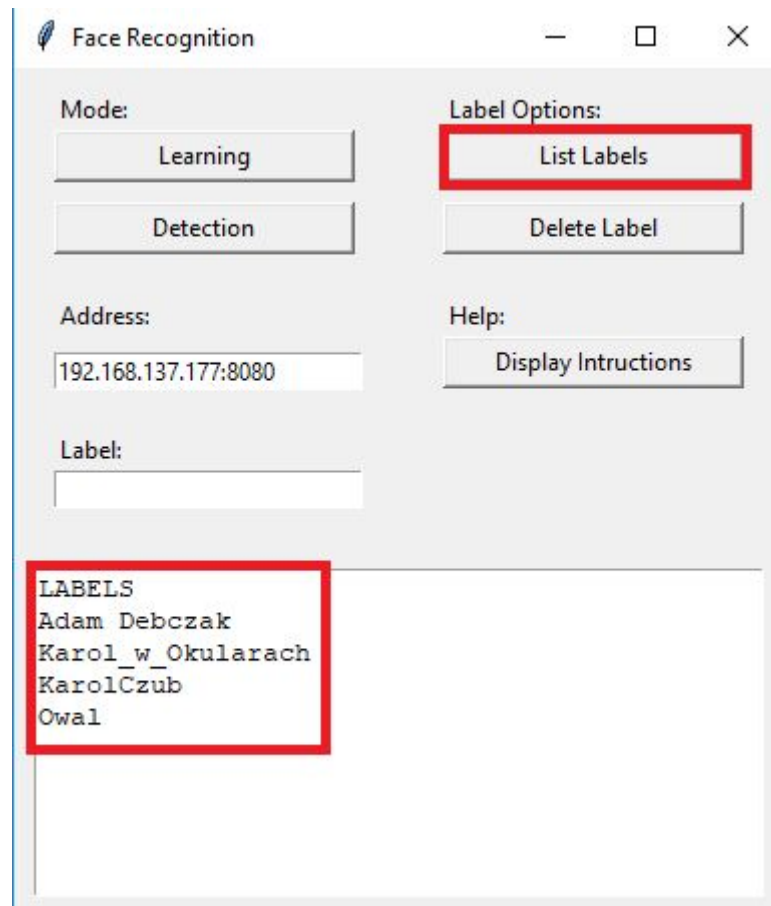 Face Recognition
Mode:
Learning
Detection
Label Options:
List Labels
Delete Label
Address:
192.168.137.177:8080
Help:
Display Intructions
Label:
LABELS
Adam Debczak
Karol_w_Okularach
KarolCzub
Owal